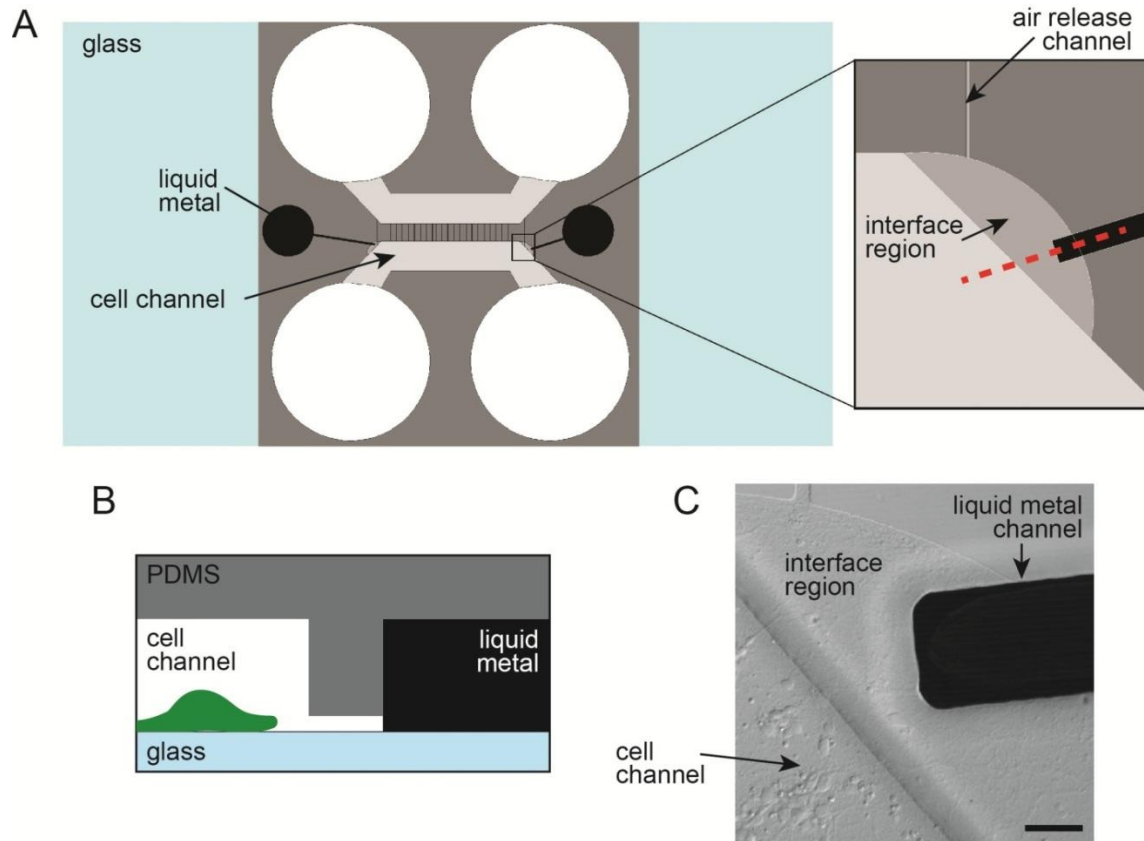 A
glass
liquid
metal
cell channel
air release
channel
interface
region
B
PDMS
cell
channel
liquid
metal
glass
C
liquid metal
channel
interface
region
cell
channel